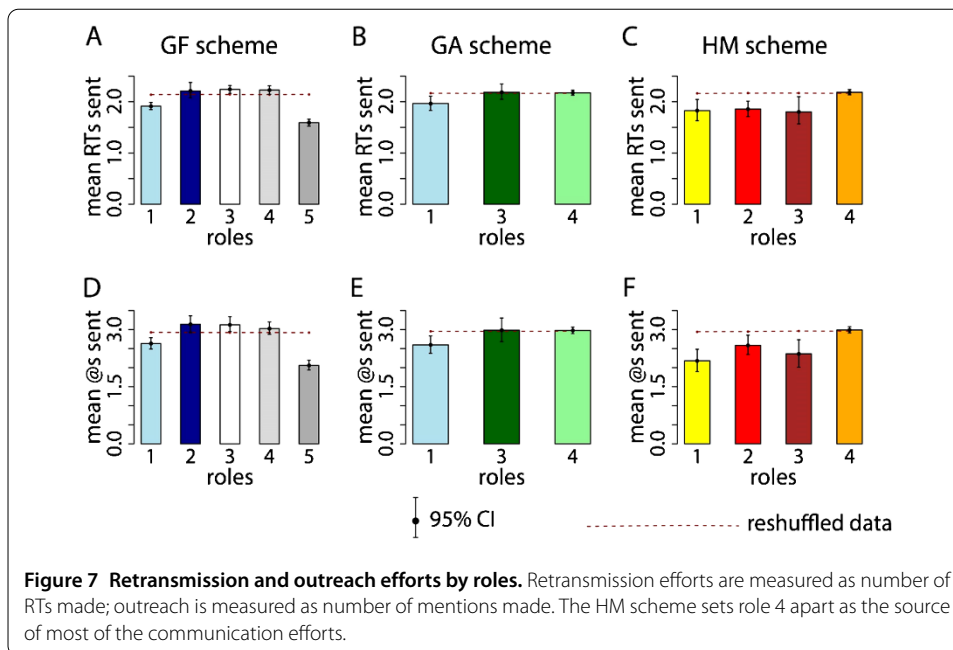 A GF scheme B GA scheme C HM scheme
mean RTs sent
0.0 1.0 2.0
1 2 3 4 5
roles
mean RTs sent
0.0 1.0 2.0
1 3 4
roles
mean RTs sent
0.0 1.0 2.0
1 2 3 4
roles
D E F
mean @s sent
0.0 1.5 3.0
1 2 3 4 5
roles
mean @s sent
0.0 1.5 3.0
1 3 4
roles
mean @s sent
0.0 1.5 3.0
1 2 3 4
roles
95% CI reshuffled data
Figure 7 Retransmission and outreach efforts by roles. Retransmission efforts are measured as number of
RTs made; outreach is measured as number of mentions made. The HM scheme sets role 4 apart as the source
of most of the communication efforts.